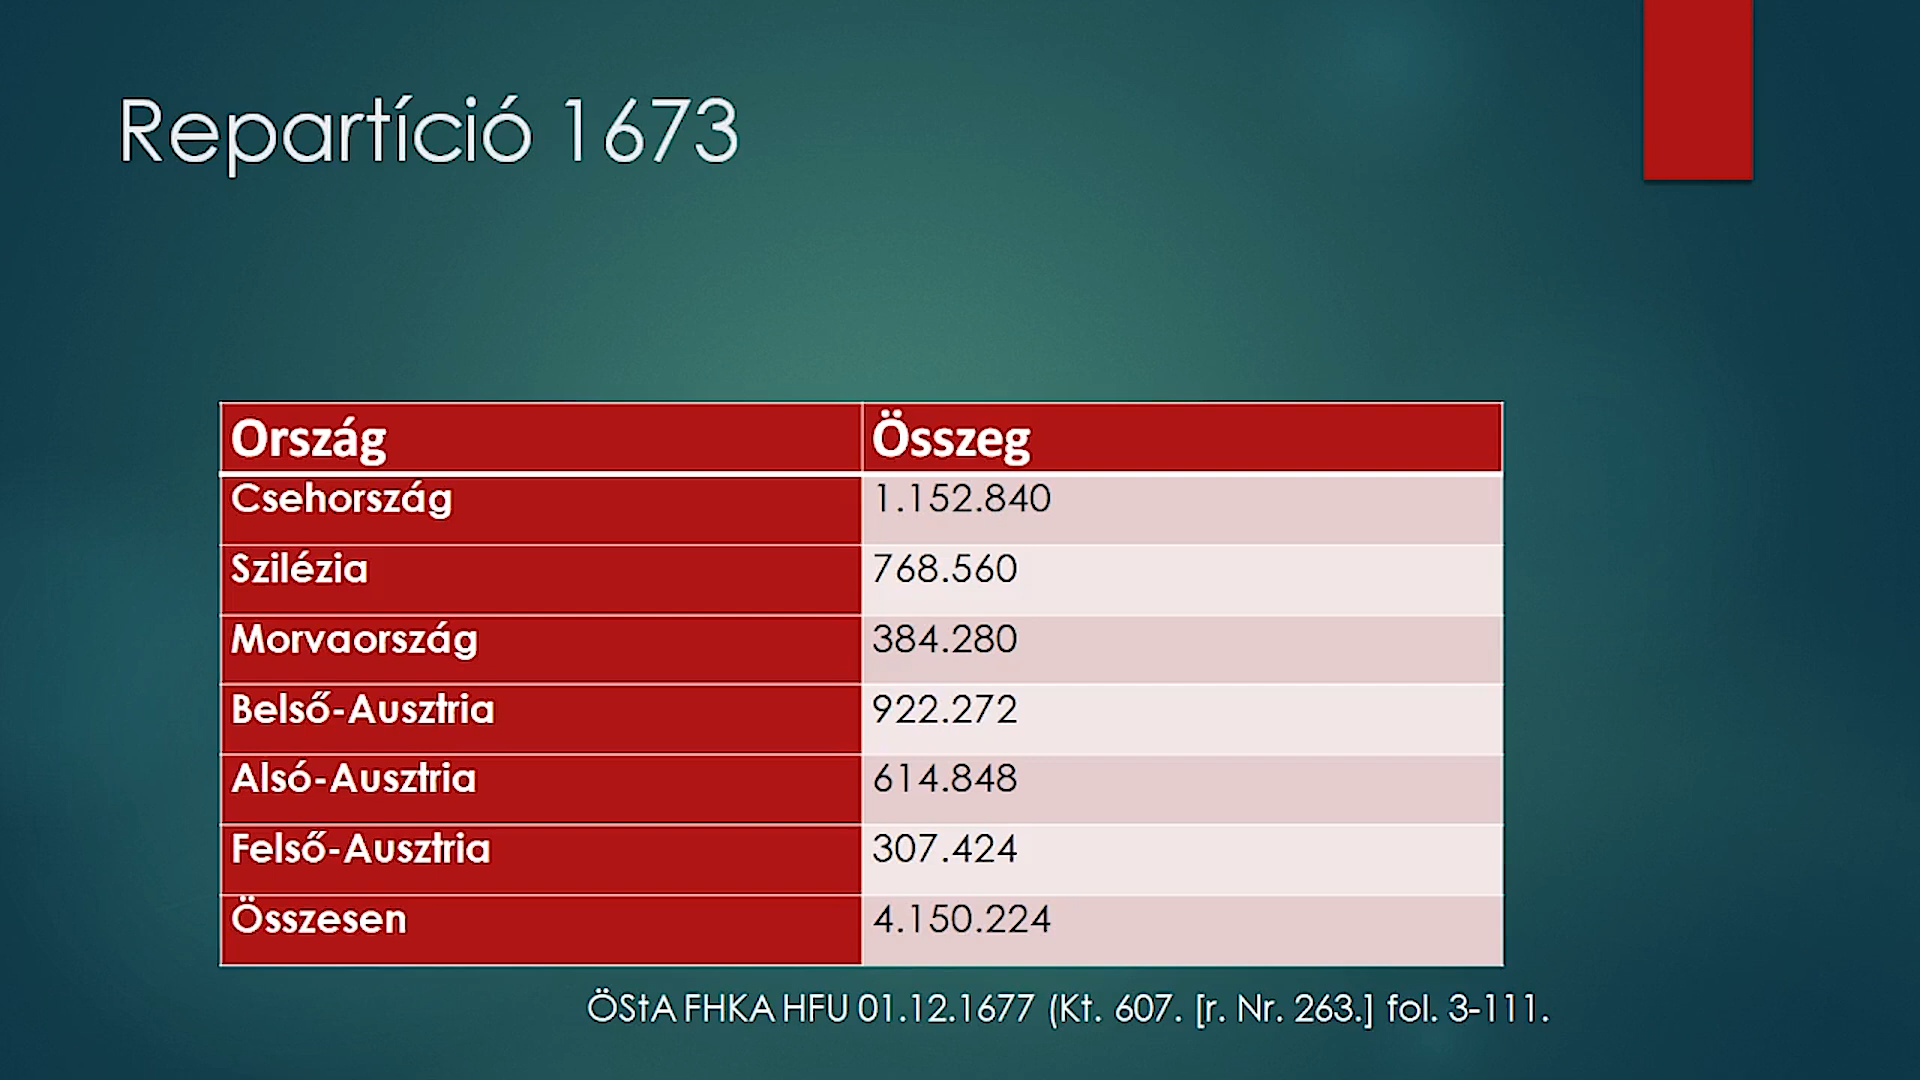 Repartíció 1673
Ország Összeg
Csehország 1.152.840
Szilézia 768.560
Morvaország 384.280
Belső-Ausztria 922.272
Alsó-Ausztria 614.848
Felső-Ausztria 307.424
Összesen 4.150.224
ÖStA FHKA HFU 01.12.1677 (Kt. 607. [r. Nr. 263.] fol. 3-111.